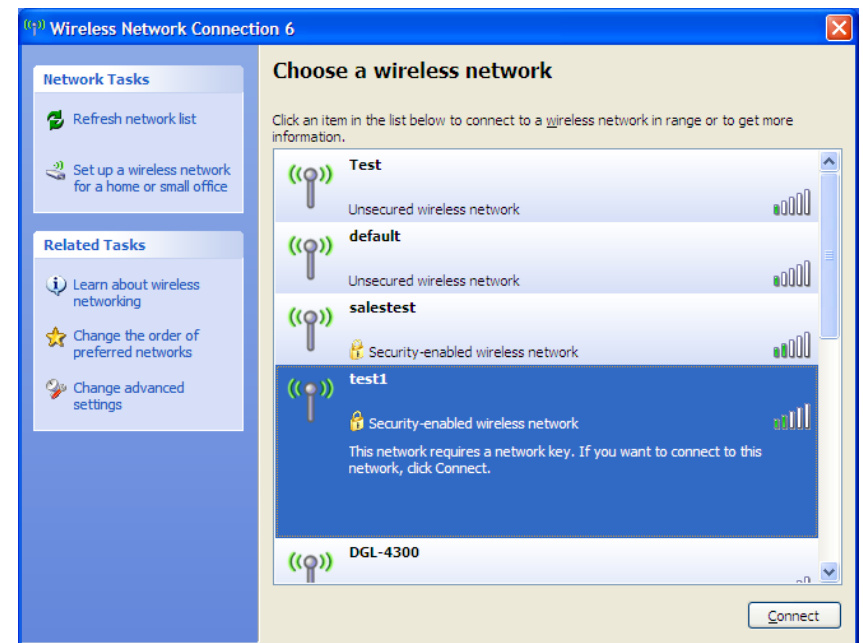 Wireless Network Connection 6
Network Tasks
Refresh network list
Set up a wireless network
for a home or small office
Related Tasks
Learn about wireless
networking
Change the order of
preferred networks
Change advanced
settings
Choose a wireless network
Click an item in the list below to connect to a wireless network in range or to get more
information.
Test
Unsecured wireless network
default
Unsecured wireless network
salestest
Security-enabled wireless network
test1
Security-enabled wireless network
This network requires a network key. If you want to connect to this
network, click Connect.
DGL-4300
Connect